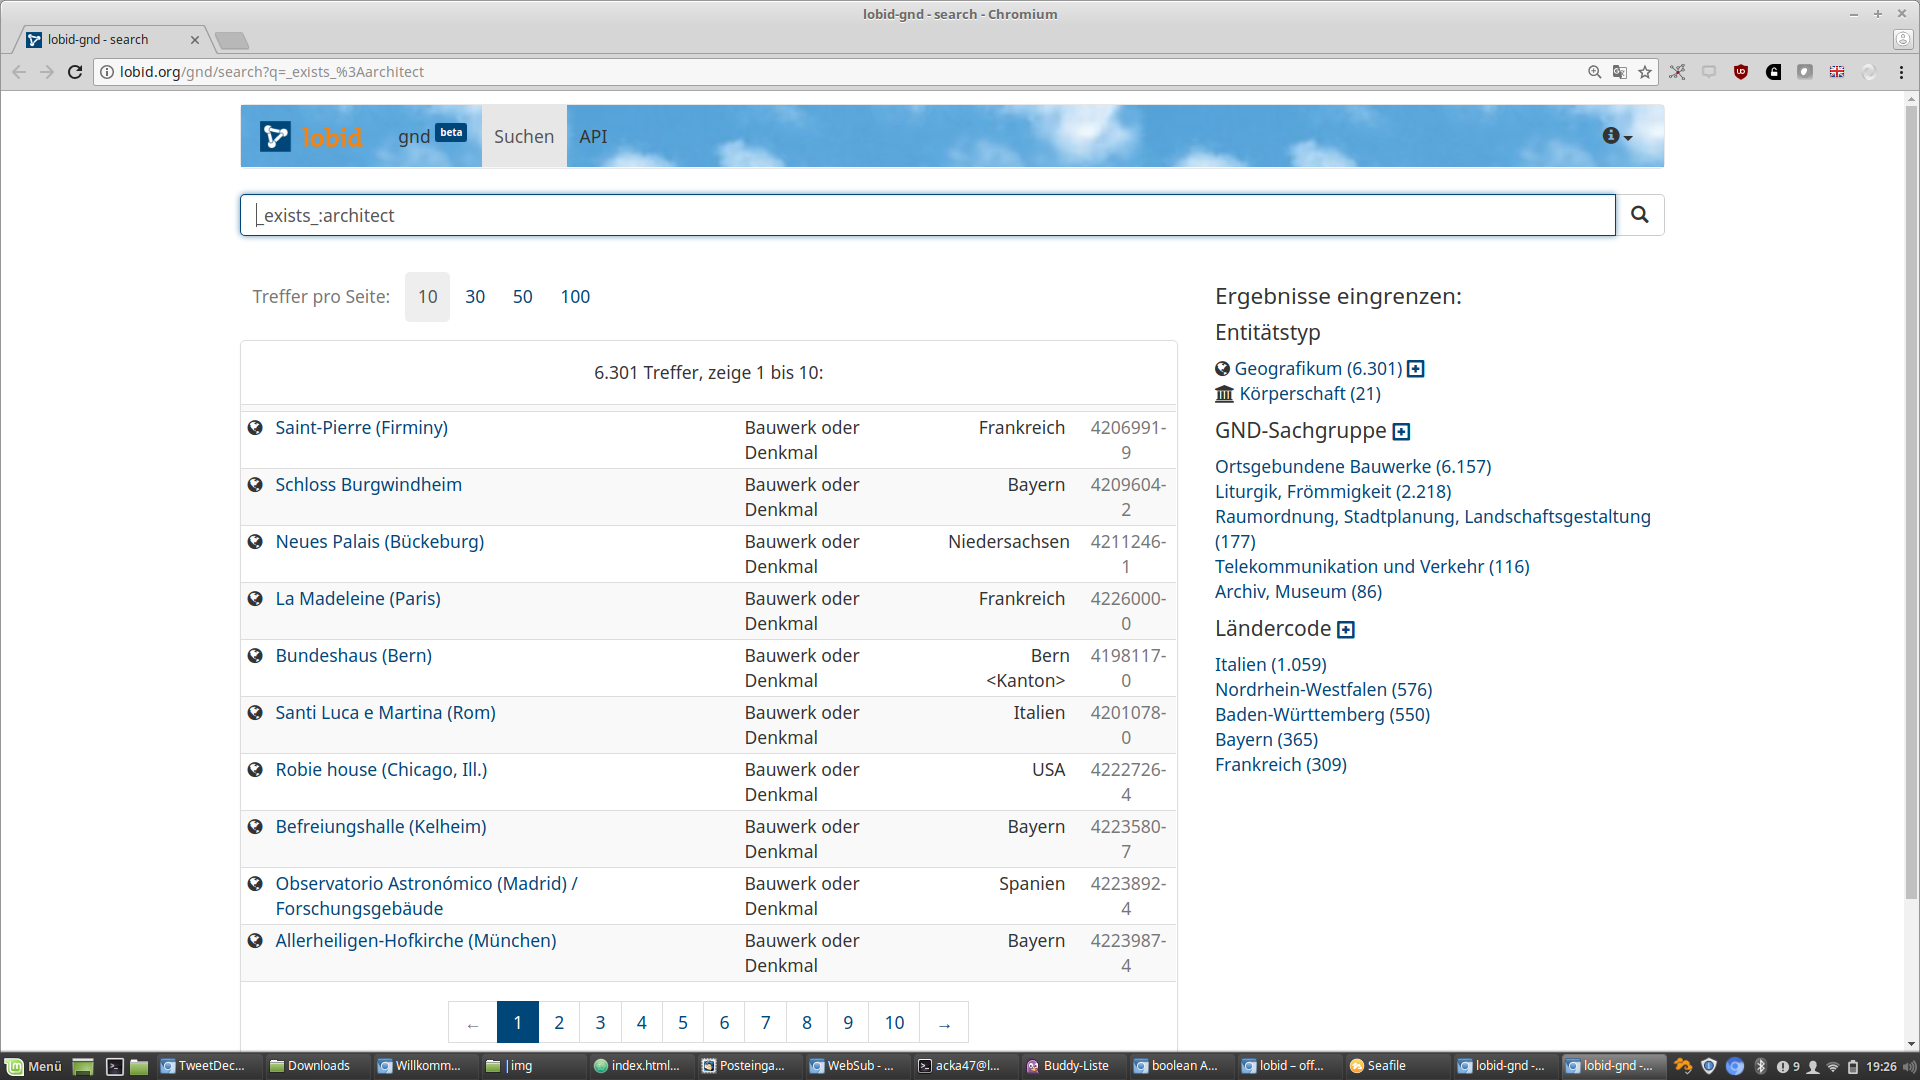 lobid-gnd - search - Chromium
lobid-gnd - search
lobid.org/gnd/search?q=_exists_%3Aarchitect
lobid gnd beta Suchen API
_exists_:architect
Treffer pro Seite: 10 30 50 100
6.301 Treffer, zeige 1 bis 10:
Saint-Pierre (Firminy) Bauwerk oder Frankreich 4206991-
Denkmal 9
Schloss Burgwindheim Bauwerk oder Bayern 4209604-
Denkmal 2
Neues Palais (Bückeburg) Bauwerk oder Niedersachsen 4211246-
Denkmal 1
La Madeleine (Paris) Bauwerk oder Frankreich 4226000-
Denkmal 0
Bundeshaus (Bern) Bauwerk oder Bern 4198117-
Denkmal <Kanton> 0
Santi Luca e Martina (Rom) Bauwerk oder Italien 4201078-
Denkmal 0
Robie house (Chicago, Ill.) Bauwerk oder USA 4222726-
Denkmal 4
Befreiungshalle (Kelheim) Bauwerk oder Bayern 4223580-
Denkmal 7
Observatorio Astronómico (Madrid) / Bauwerk oder Spanien 4223892-
Forschungsgebäude Denkmal 4
Allerheiligen-Hofkirche (München) Bauwerk oder Bayern 4223987-
Denkmal 4
← 1 2 3 4 5 6 7 8 9 10 →
Ergebnisse eingrenzen:
Entitätstyp
Geografikum (6.301)
Körperschaft (21)
GND-Sachgruppe
Ortsgebundene Bauwerke (6.157)
Liturgik, Frömmigkeit (2.218)
Raumordnung, Stadtplanung, Landschaftsgestaltung
(177)
Telekommunikation und Verkehr (116)
Archiv, Museum (86)
Ländercode
Italien (1.059)
Nordrhein-Westfalen (576)
Baden-Württemberg (550)
Bayern (365)
Frankreich (309)
Menü TweetDec... Downloads Willkomm... |img index.html... Posteinga... WebSub - ... acka47@l... Buddy-Liste boolean A... lobid – off... Seafile lobid-gnd -... lobid-gnd -... 9 19:26